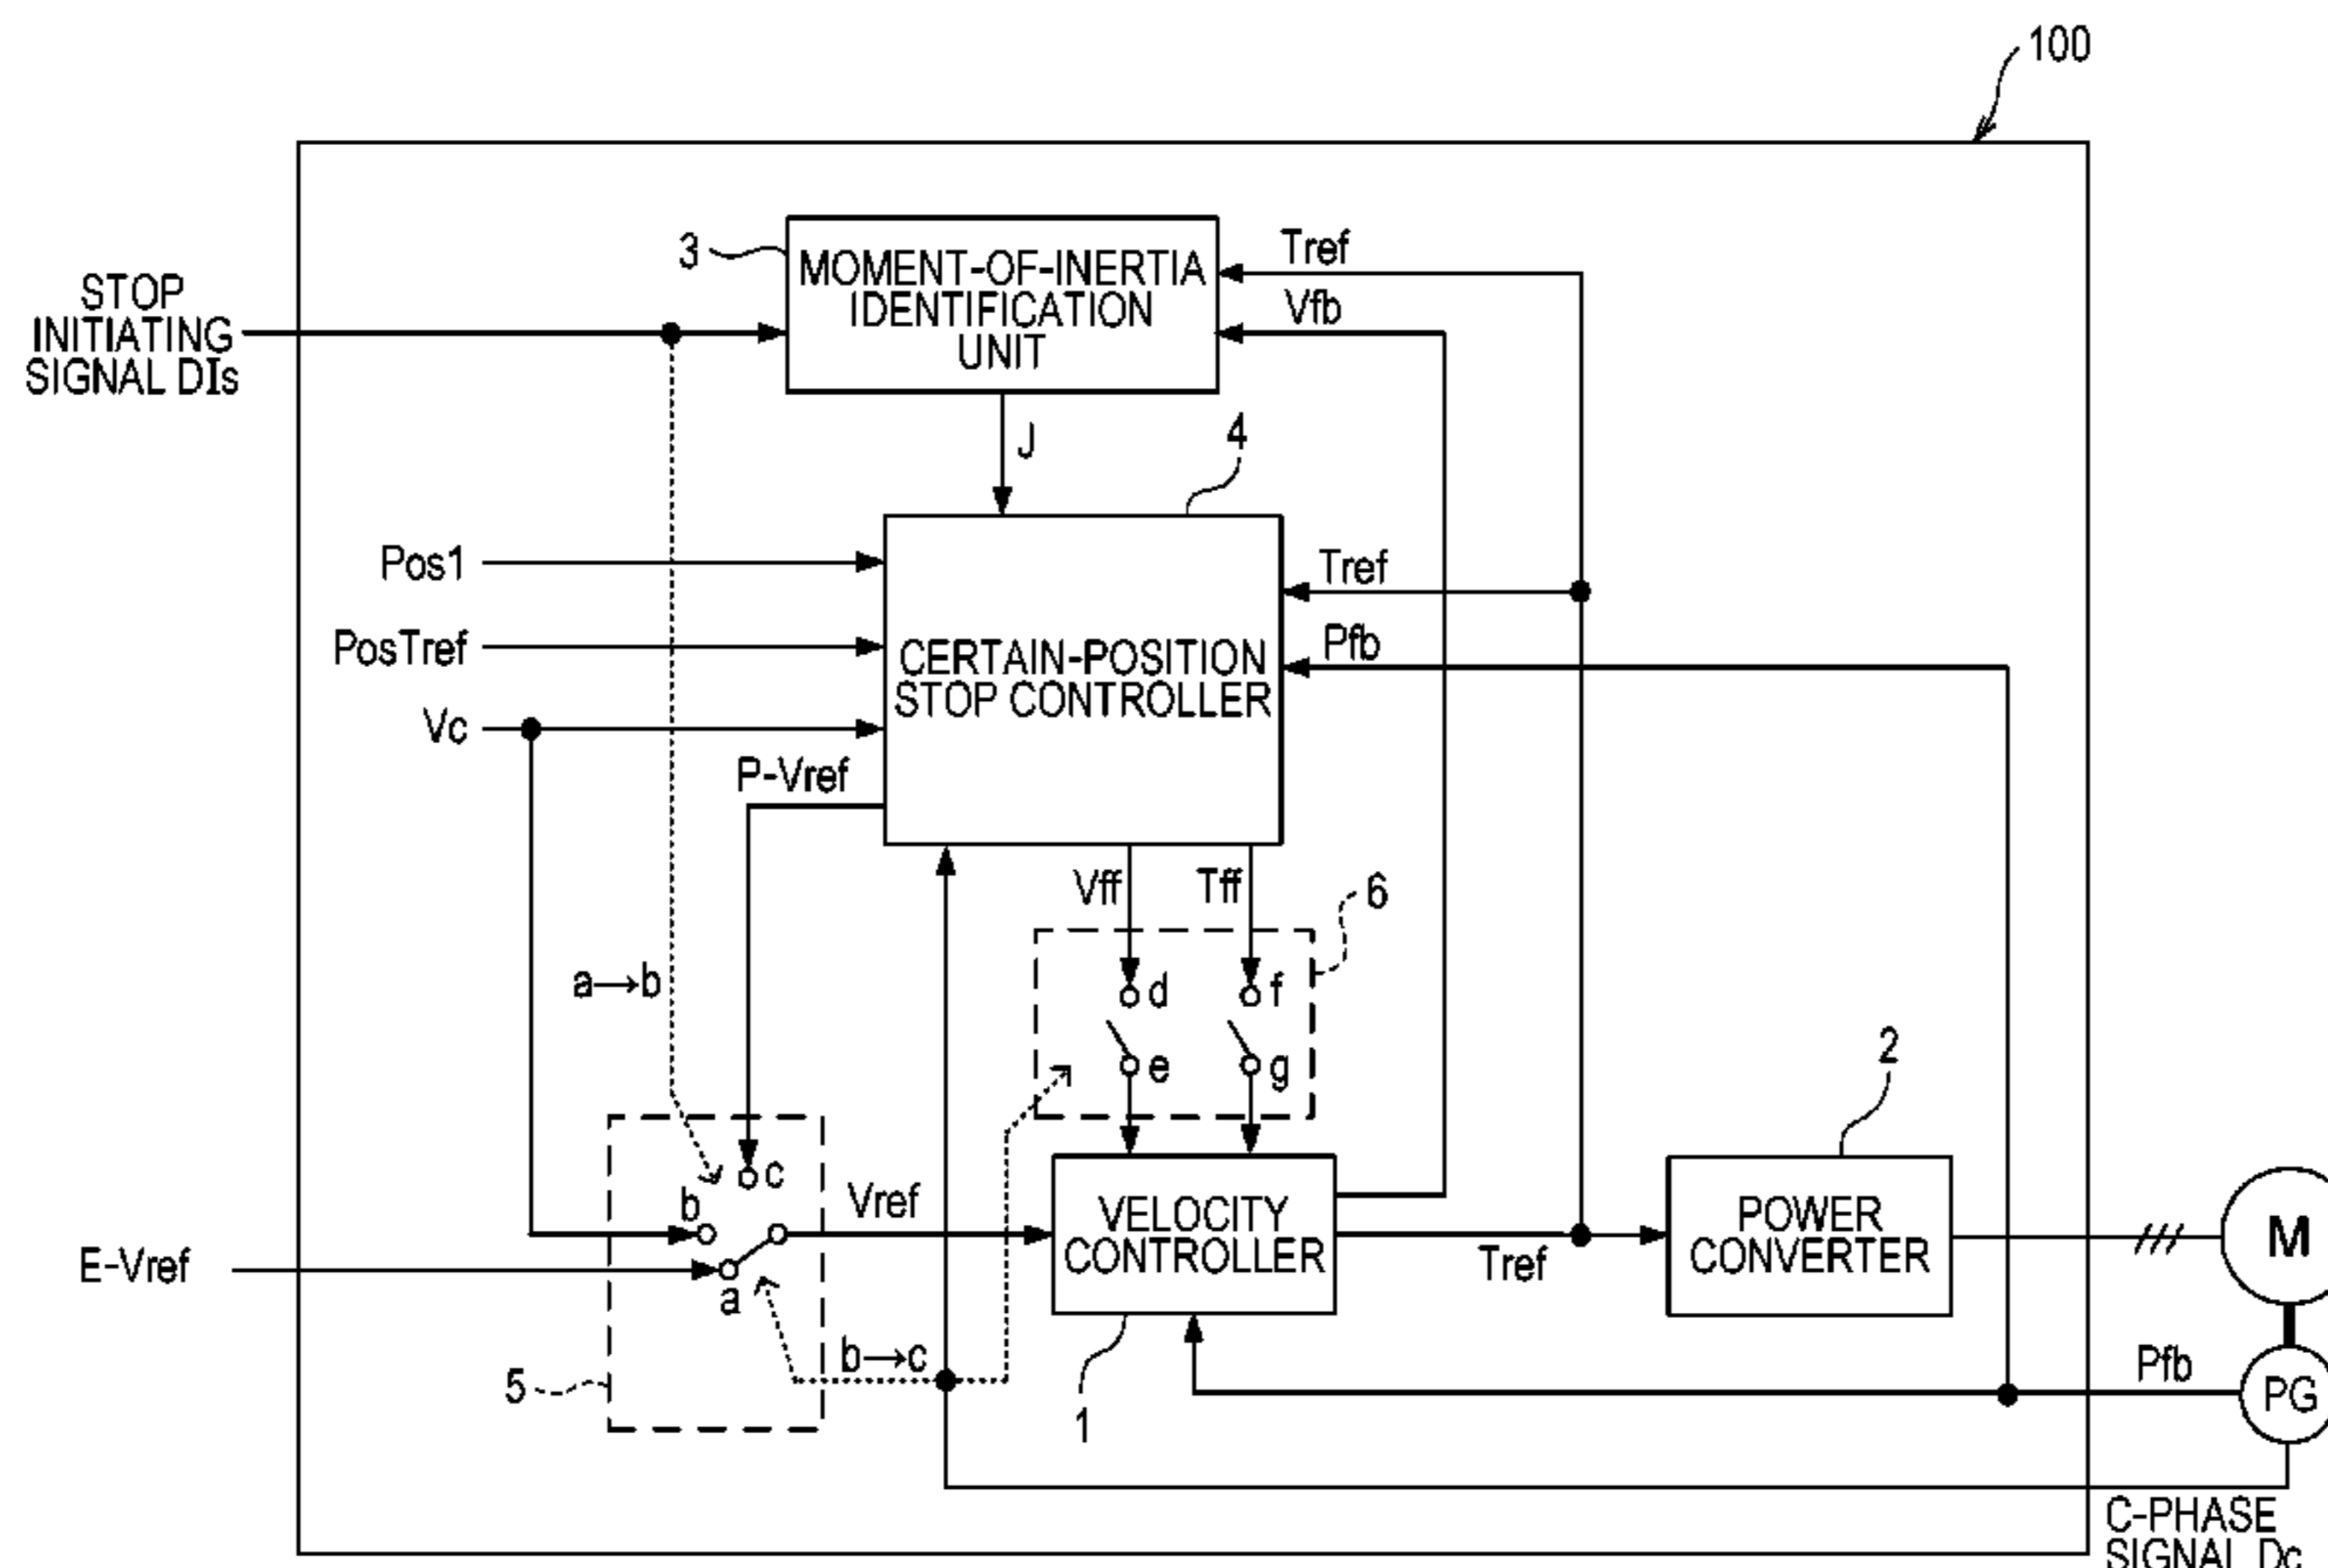 100
3
MOMENT-OF-INERTIA
IDENTIFICATION
UNIT
Tref
Vfb
STOP
INITIATING
SIGNAL DIs
J
4
Pos1
PosTref
Vc
CERTAIN-POSITION
STOP CONTROLLER
Tref
Pfb
P-Vref
Vff
Tff
6
a→b
d
f
e
g
2
c
b
Vref
VELOCITY
CONTROLLER
POWER
CONVERTER
M
E-Vref
a
Tref
b→c
5
1
Pfb
PG
C-PHASE
SIGNAL Dc